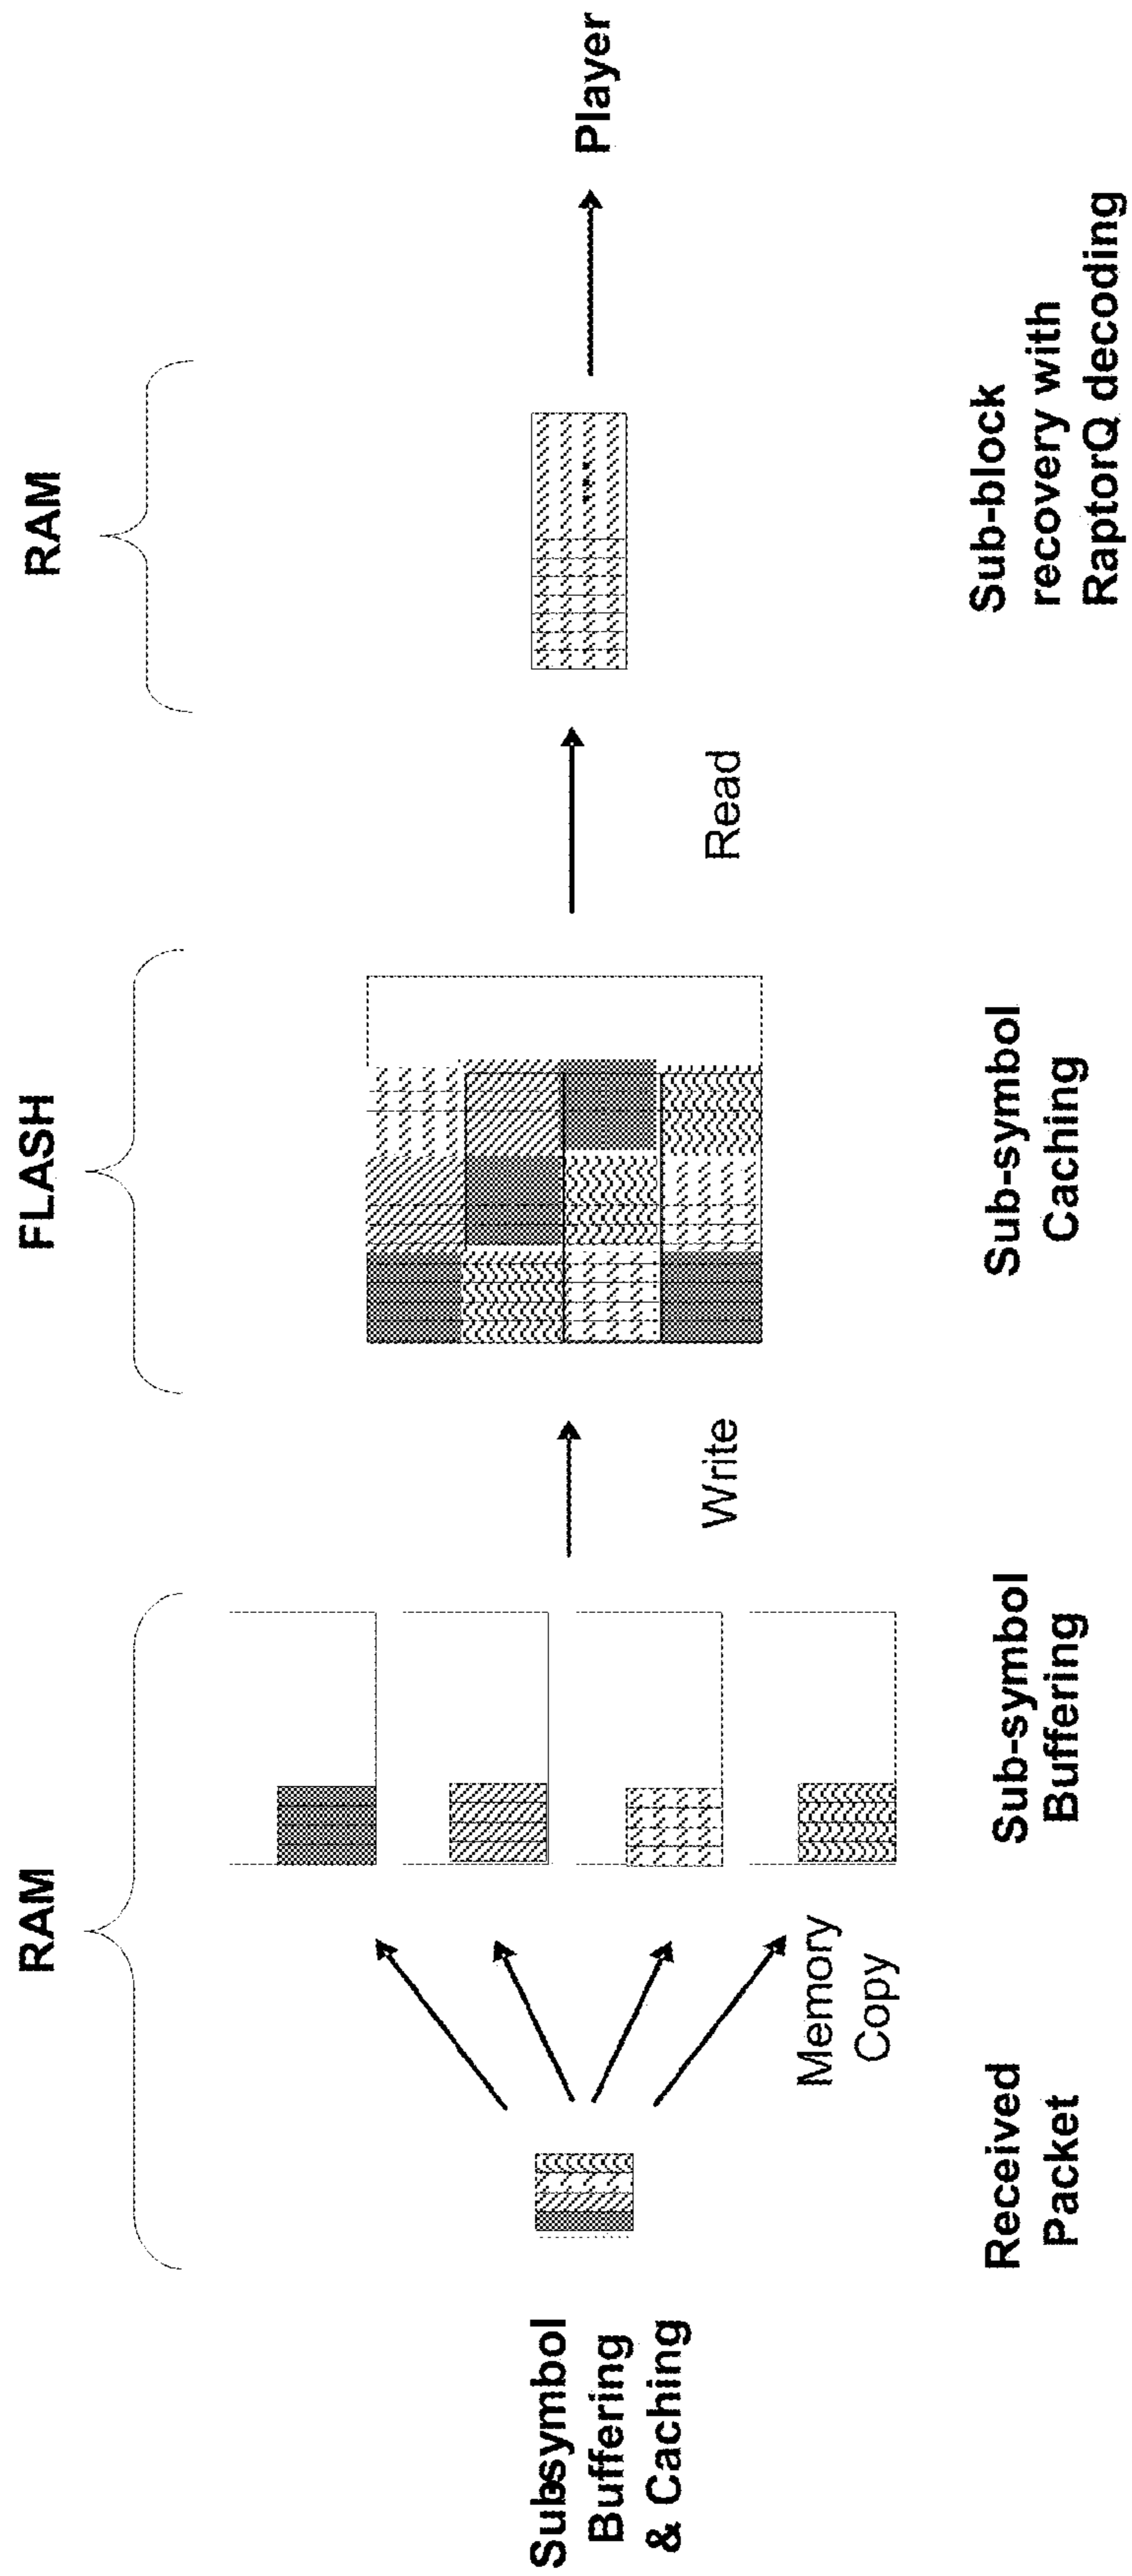 RAM
FLASH
RAM
Subsymbol
Buffering
& Caching
Memory
Copy
Write
Read
Player
Received
Packet
Sub-symbol
Buffering
Sub-symbol
Caching
Sub-block
recovery with
RaptorQ decoding